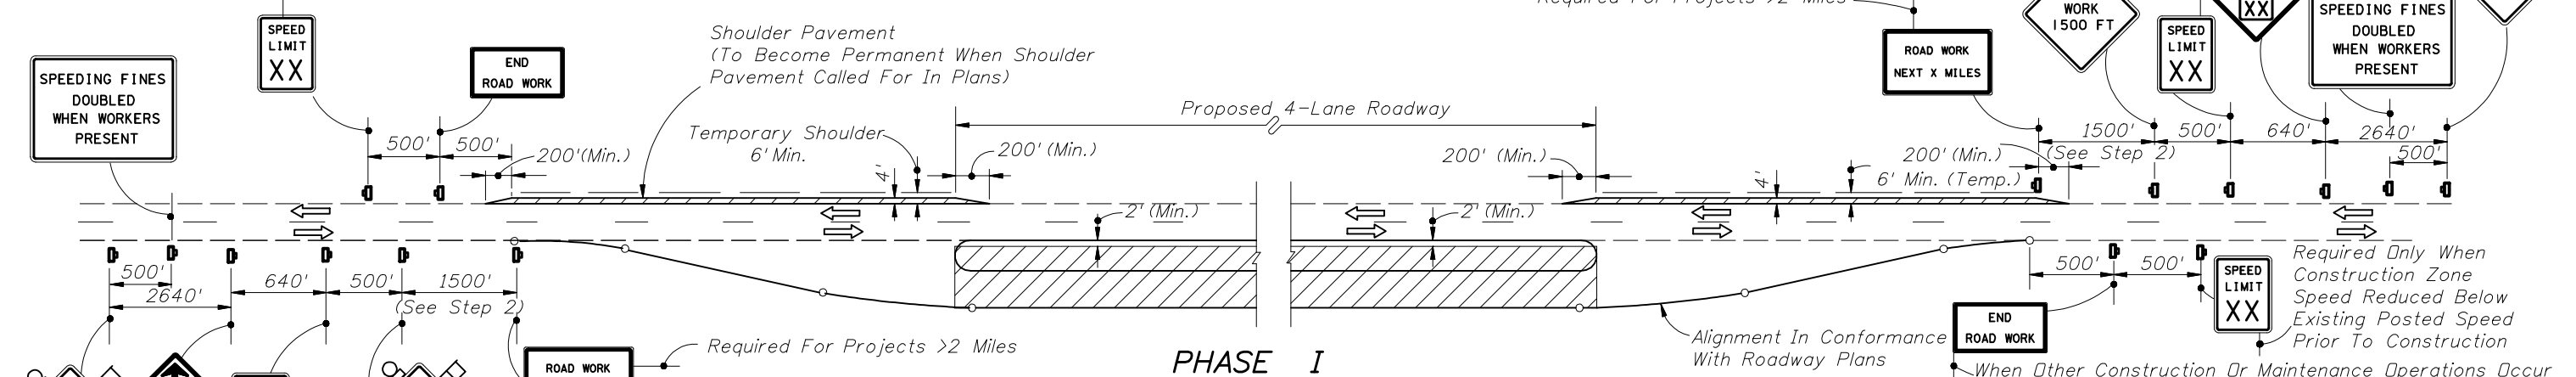 Required For Projects >2 Miles
SPEED
LIMIT
XX
END
ROAD WORK
SPEEDING FINES
DOUBLED
WHEN WORKERS
PRESENT
Shoulder Pavement
(To Become Permanent When Shoulder
Pavement Called For In Plans)
ROAD WORK
NEXT X MILES
WORK
1500 FT
SPEED
LIMIT
XX
XX
SPEEDING FINES
DOUBLED
WHEN WORKERS
PRESENT
Proposed 4-Lane Roadway
500'
500'
200'(Min.)
Temporary Shoulder
6' Min.
4'
200' (Min.)
200' (Min.)
4'
200' (Min.)
6' Min. (Temp.)
1500'
(See Step 2)
500'
640'
2640'
500'
2' (Min.)
2' (Min.)
500'
2640'
640'
500'
1500'
(See Step 2)
500'
500'
ROAD WORK
Required For Projects >2 Miles
PHASE I
Alignment In Conformance
With Roadway Plans
END
ROAD WORK
SPEED
LIMIT
XX
Required Only When
Construction Zone
Speed Reduced Below
Existing Posted Speed
Prior To Construction
When Other Construction Or Maintenance Operations Occur